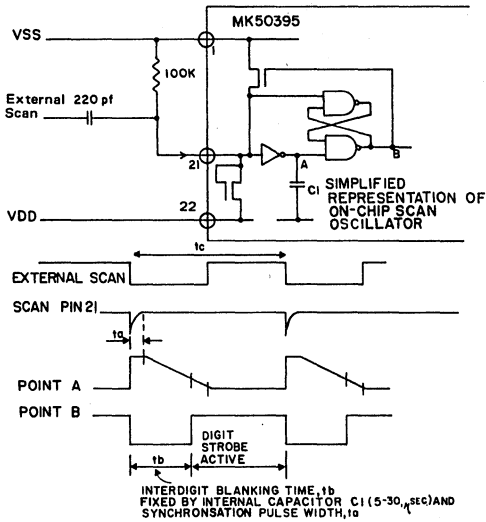 MK50395
VSS
1
100K
External 220 pf
Scan
B
21
A
C1
22
VDD
SIMPLIFIED
REPRESENTATION OF
ON-CHIP SCAN
OSCILLATOR
tc
EXTERNAL SCAN
SCAN PIN 21
ta
POINT A
POINT B
DIGIT
STROBE
ACTIVE
tb
INTERDIGIT BLANKING TIME, tb
FIXED BY INTERNAL CAPACITOR C1 (5-30, μSEC) AND
SYNCHRONSATION PULSE WIDTH, ta